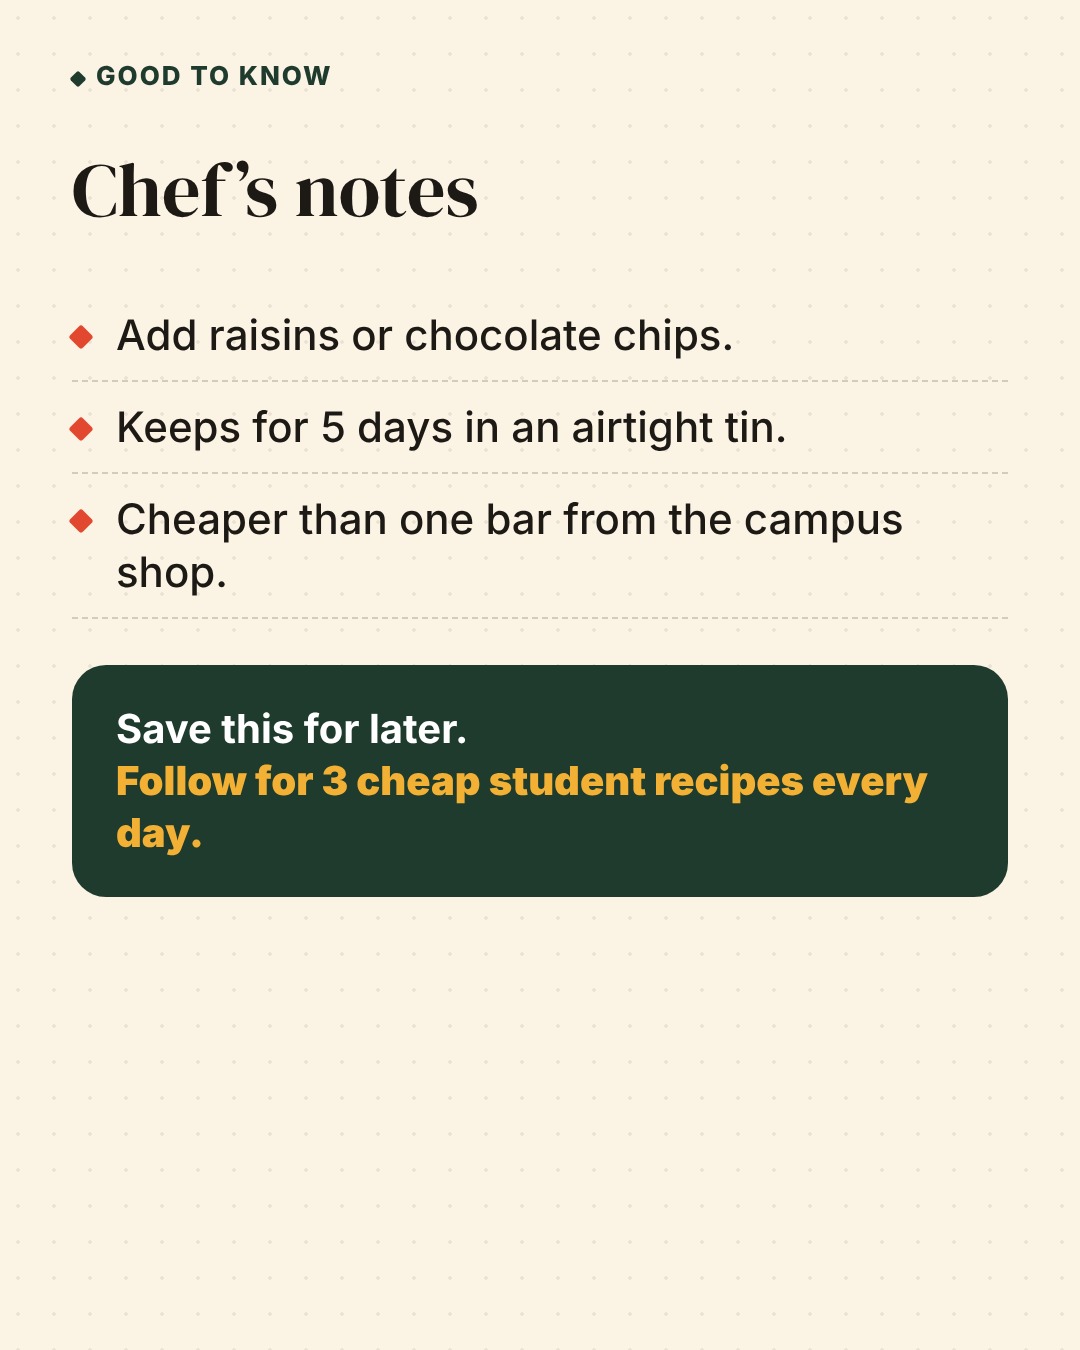 GOOD TO KNOW
Chef’s notes
Add raisins or chocolate chips.
Keeps for 5 days in an airtight tin.
Cheaper than one bar from the campus
shop.
Save this for later.
Follow for 3 cheap student recipes every
day.